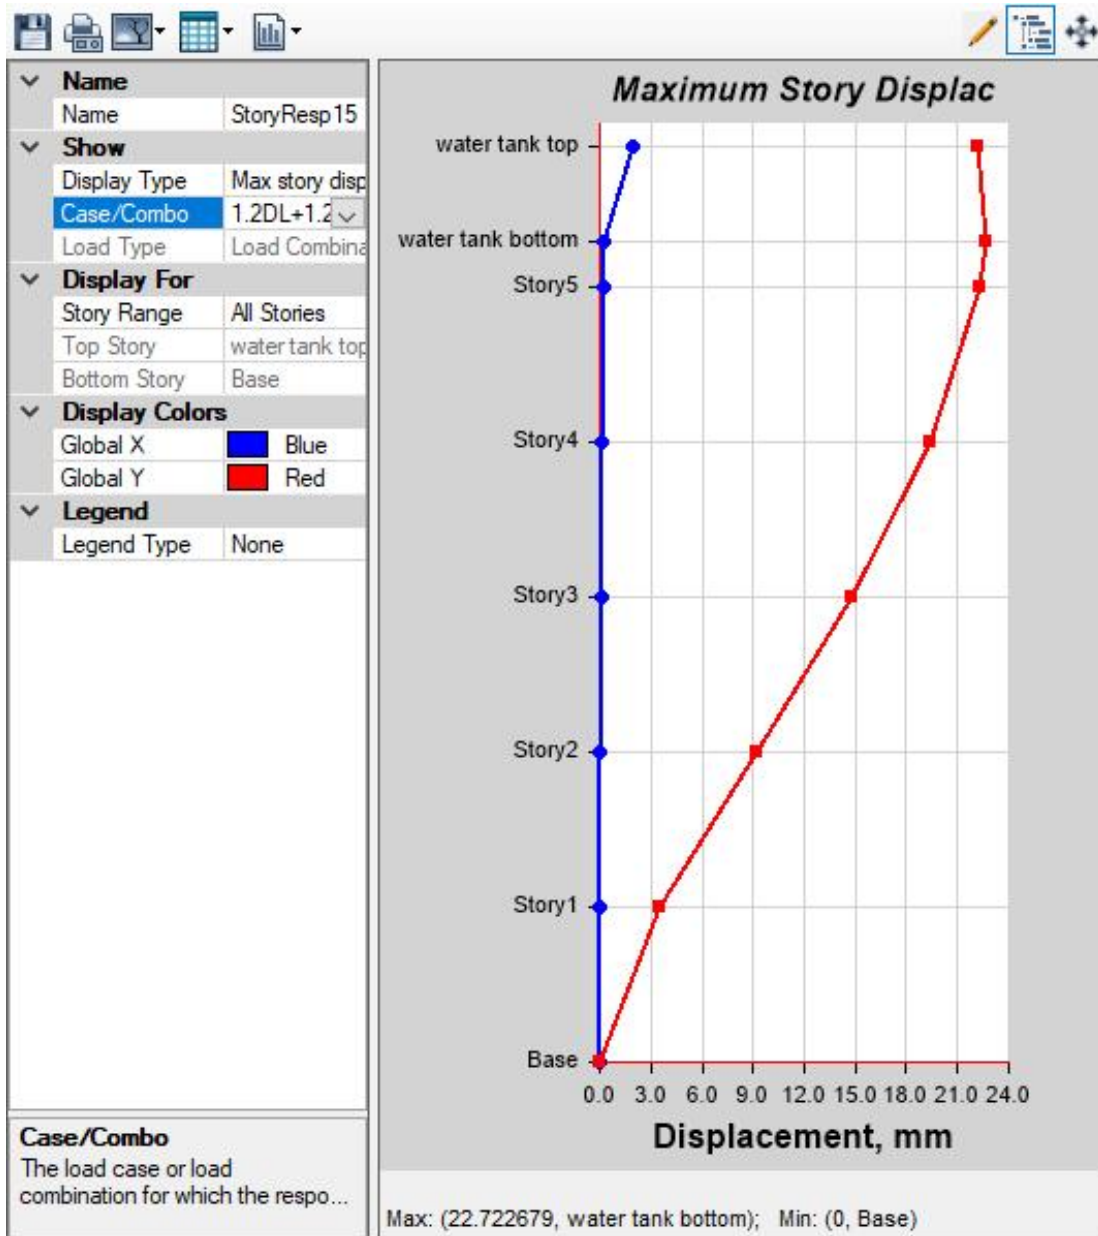 Name
Name StoryResp15
Show
Display Type Max story disp
Case/Combo 1.2DL+1.2
Load Type Load Combina
Display For
Story Range All Stories
Top Story water tank top
Bottom Story Base
Display Colors
Global X Blue
Global Y Red
Legend
Legend Type None
Case/Combo
The load case or load
combination for which the respo...
Maximum Story Displac
water tank top
water tank bottom
Story5
Story4
Story3
Story2
Story1
Base
0.0 3.0 6.0 9.0 12.0 15.0 18.0 21.0 24.0
Displacement, mm
Max: (22.722679, water tank bottom); Min: (0, Base)